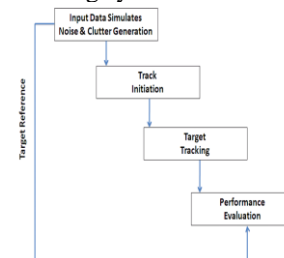 Input Data Simulates
Noise & Clutter Generation
Track
Initiation
Target Reference
Target
Tracking
Performance
Evaluation